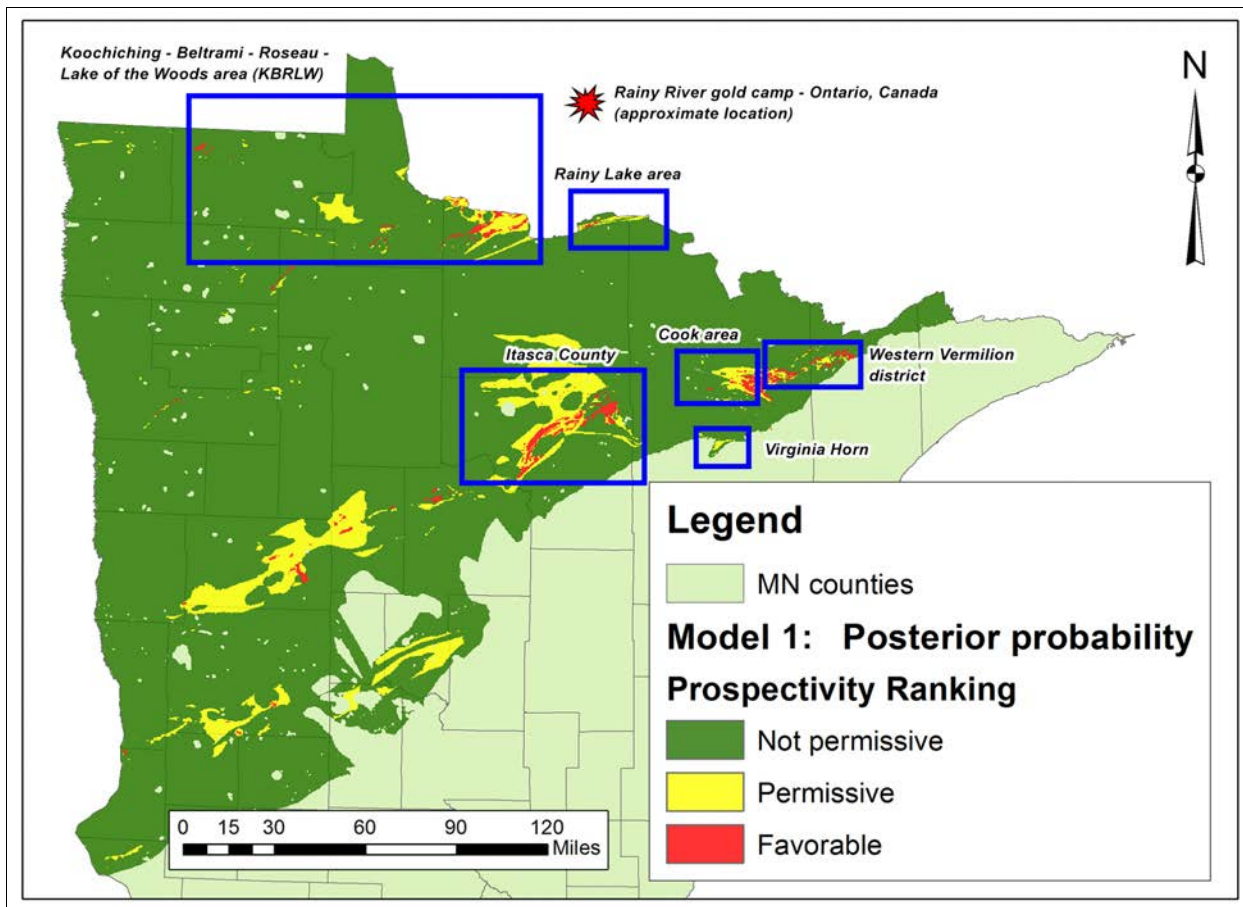 Koochiching - Beltrami - Roseau -
Lake of the Woods area (KBRLW)
N
Rainy River gold camp - Ontario, Canada
(approximate location)
Rainy Lake area
Cook area
Itasca County
Western Vermilion
district
Virginia Horn
Legend
MN counties
Model 1: Posterior probability
Prospectivity Ranking
Not permissive
Permissive
Favorable
0 15 30 60 90 120
Miles